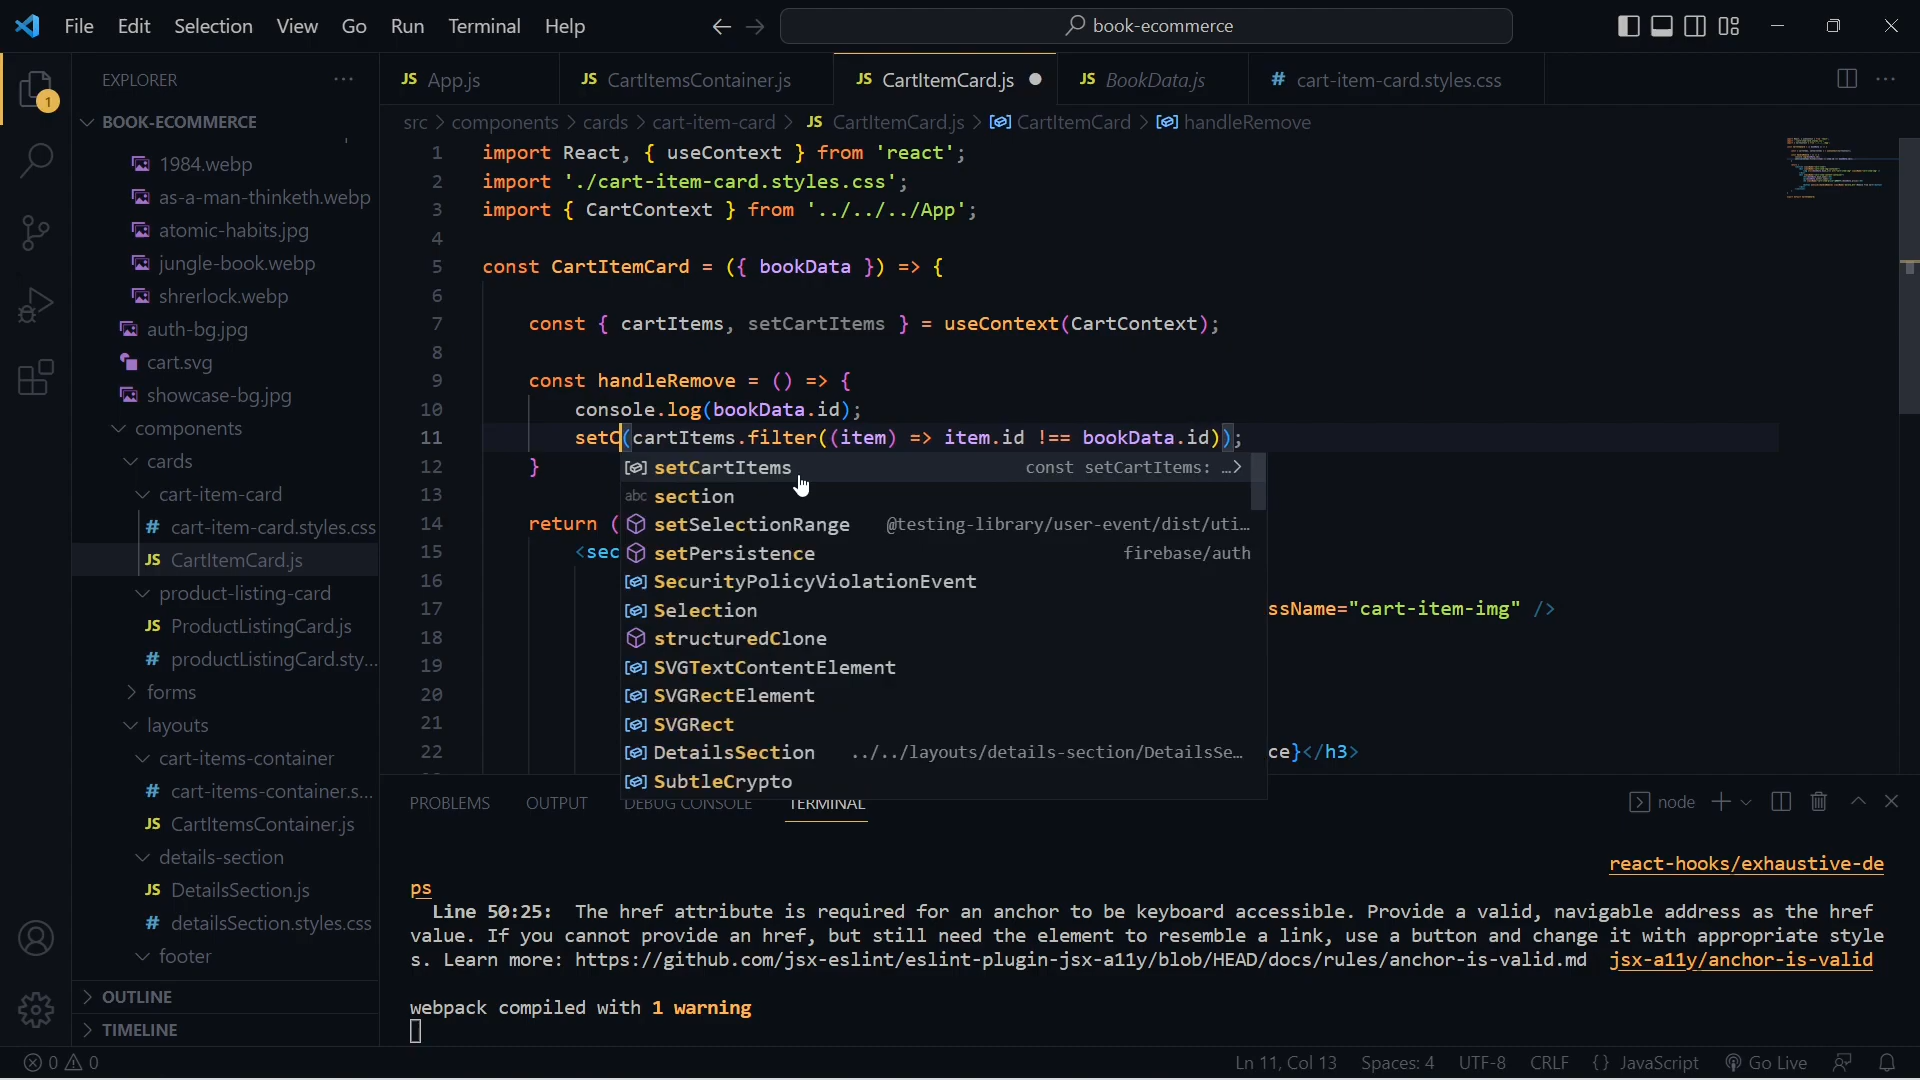 File Edit Selection View Go Run Terminal Help
book-ecommerce
EXPLORER
1
BOOK-ECOMMERCE
1984.webp
as-a-man-thinketh.webp
atomic-habits.jpg
jungle-book.webp
shrerlock.webp
auth-bg.jpg
cart.svg
showcase-bg.jpg
components
cards
cart-item-card
# cart-item-card.styles.css
JS CartItemCard.js
product-listing-card
JS ProductListingCard.js
# productListingCard.sty...
forms
layouts
cart-items-container
# cart-items-container.s...
JS CartItemsContainer.js
details-section
JS DetailsSection.js
# detailsSection.styles.css
footer
OUTLINE
TIMELINE
JS App.js JS CartItemsContainer.js JS CartItemCard.js JS BookData.js # cart-item-card.styles.css
src > components > cards > cart-item-card > JS CartItemCard.js > CartItemCard > handleRemove
1 import React, { useContext } from 'react';
2 import './cart-item-card.styles.css';
3 import { CartContext } from '../../../App';
4
5 const CartItemCard = ({ bookData }) => {
6
7 const { cartItems, setCartItems } = useContext(CartContext);
8
9 const handleRemove = () => {
10 console.log(bookData.id);
11 setC(cartItems.filter((item) => item.id !== bookData.id));
12 }
13
14 return (
15 <sec
16
17 ssName="cart-item-img" />
18
19
20
21
22 ce}</h3>
setCartItems const setCartItems: …>
abc section
setSelectionRange @testing-library/user-event/dist/uti…
setPersistence firebase/auth
SecurityPolicyViolationEvent
Selection
structuredClone
SVGTextContentElement
SVGRectElement
SVGRect
DetailsSection ../../layouts/details-section/DetailsSe…
SubtleCrypto
PROBLEMS OUTPUT DEBUG CONSOLE TERMINAL
node
react-hooks/exhaustive-de
ps
Line 50:25: The href attribute is required for an anchor to be keyboard accessible. Provide a valid, navigable address as the href
value. If you cannot provide an href, but still need the element to resemble a link, use a button and change it with appropriate style
s. Learn more: https://github.com/jsx-eslint/eslint-plugin-jsx-a11y/blob/HEAD/docs/rules/anchor-is-valid.md jsx-a11y/anchor-is-valid
webpack compiled with 1 warning
0 0
Ln 11, Col 13 Spaces: 4 UTF-8 CRLF {} JavaScript Go Live